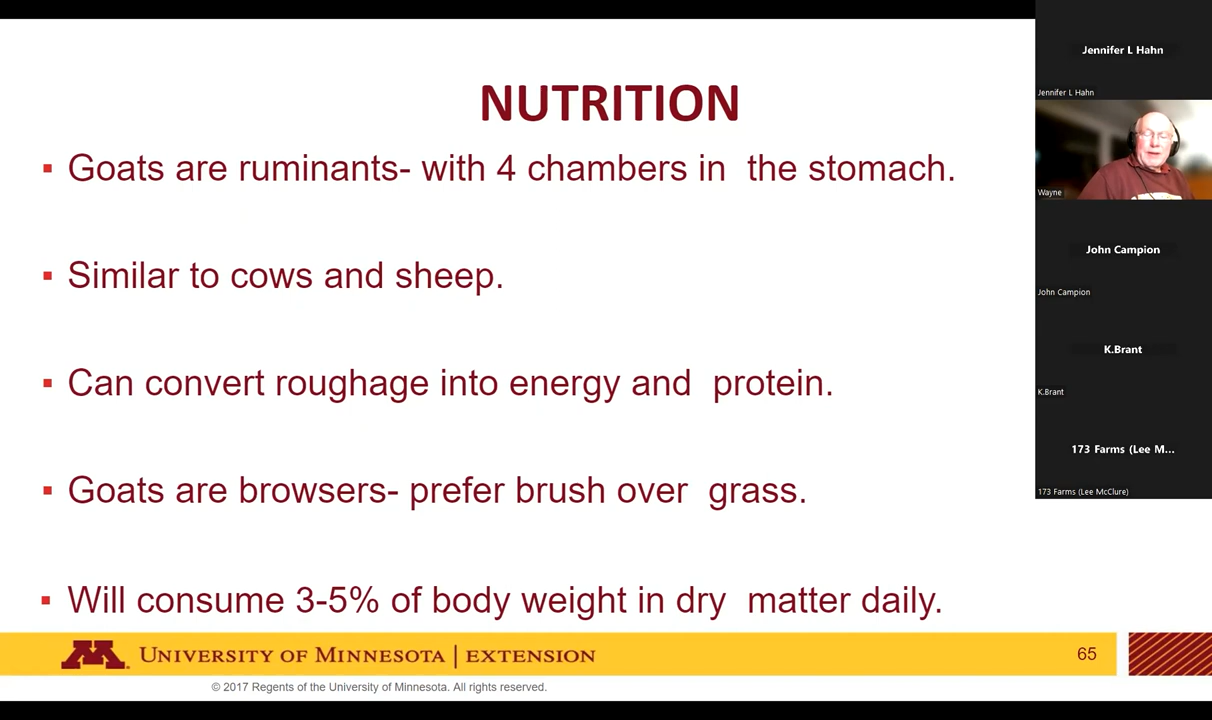 NUTRITION
▪ Goats are ruminants- with 4 chambers in  the stomach.
▪ Similar to cows and sheep.
▪ Can convert roughage into energy and  protein.
▪ Goats are browsers- prefer brush over  grass.
▪ Will consume 3-5% of body weight in dry  matter daily.
M UNIVERSITY OF MINNESOTA | EXTENSION
65
© 2017 Regents of the University of Minnesota. All rights reserved.
Jennifer L Hahn
Jennifer L Hahn
Wayne
John Campion
John Campion
K.Brant
K.Brant
173 Farms (Lee M...
173 Farms (Lee McClure)